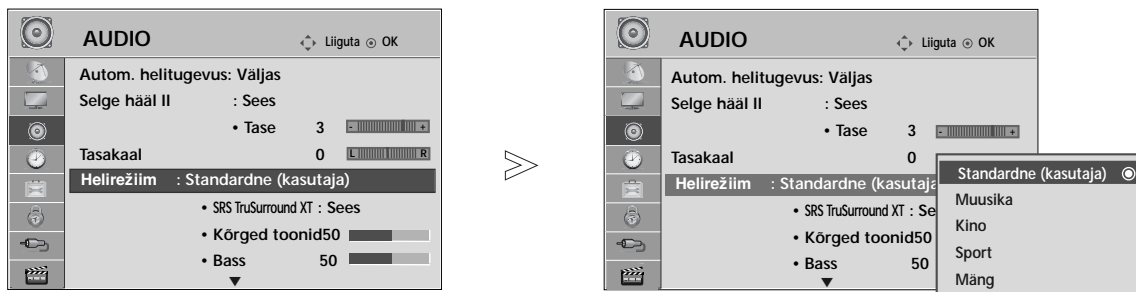 AUDIO Liiguta OK
Autom. helitugevus: Väljas
Selge hääl II : Sees
• Tase 3 - +
Tasakaal 0 L R
Helirežiim : Standardne (kasutaja)
• SRS TruSurround XT : Sees
• Kõrged toonid50
• Bass 50
>
AUDIO Liiguta OK
Autom. helitugevus: Väljas
Selge hääl II : Sees
• Tase 3 - +
Tasakaal 0
Helirežiim : Standardne (kasutaja
• SRS TruSurround XT : See
• Kõrged toonid50
• Bass 50
Standardne (kasutaja)
Muusika
Kino
Sport
Mäng